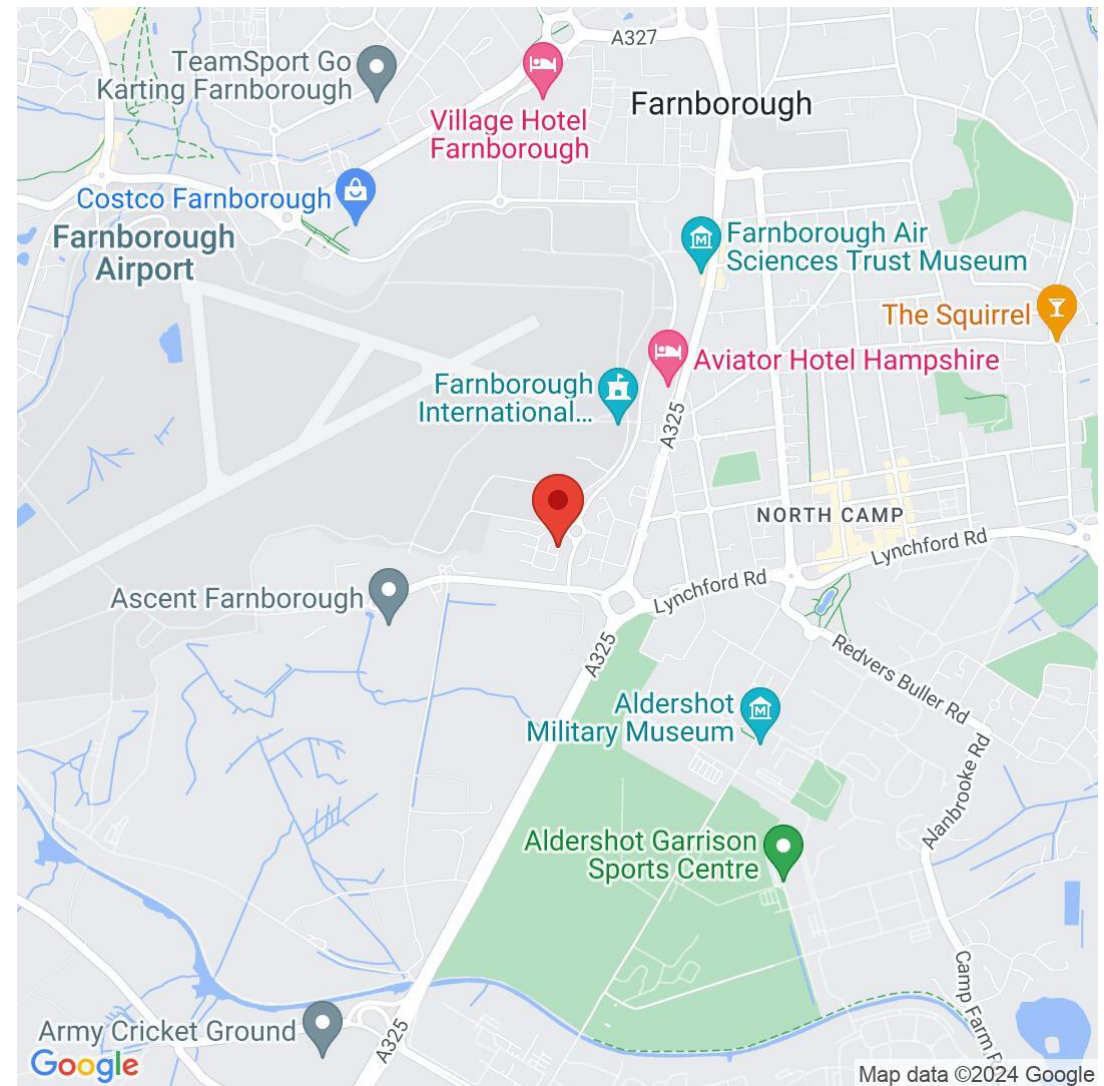 A327
TeamSport Go
Karting Farnborough
Village Hotel
Farnborough
Farnborough
Costco Farnborough
Farnborough
Airport
Farnborough Air
Sciences Trust Museum
The Squirrel
Aviator Hotel Hampshire
Farnborough
International...
A325
NORTH CAMP
Lynchford Rd
Ascent Farnborough
Lynchford Rd
A325
Redvers Buller Rd
Aldershot
Military Museum
Alanbrooke Rd
Aldershot Garrison
Sports Centre
Camp Farm R
Army Cricket Ground
A325
Google
Map data ©2024 Google